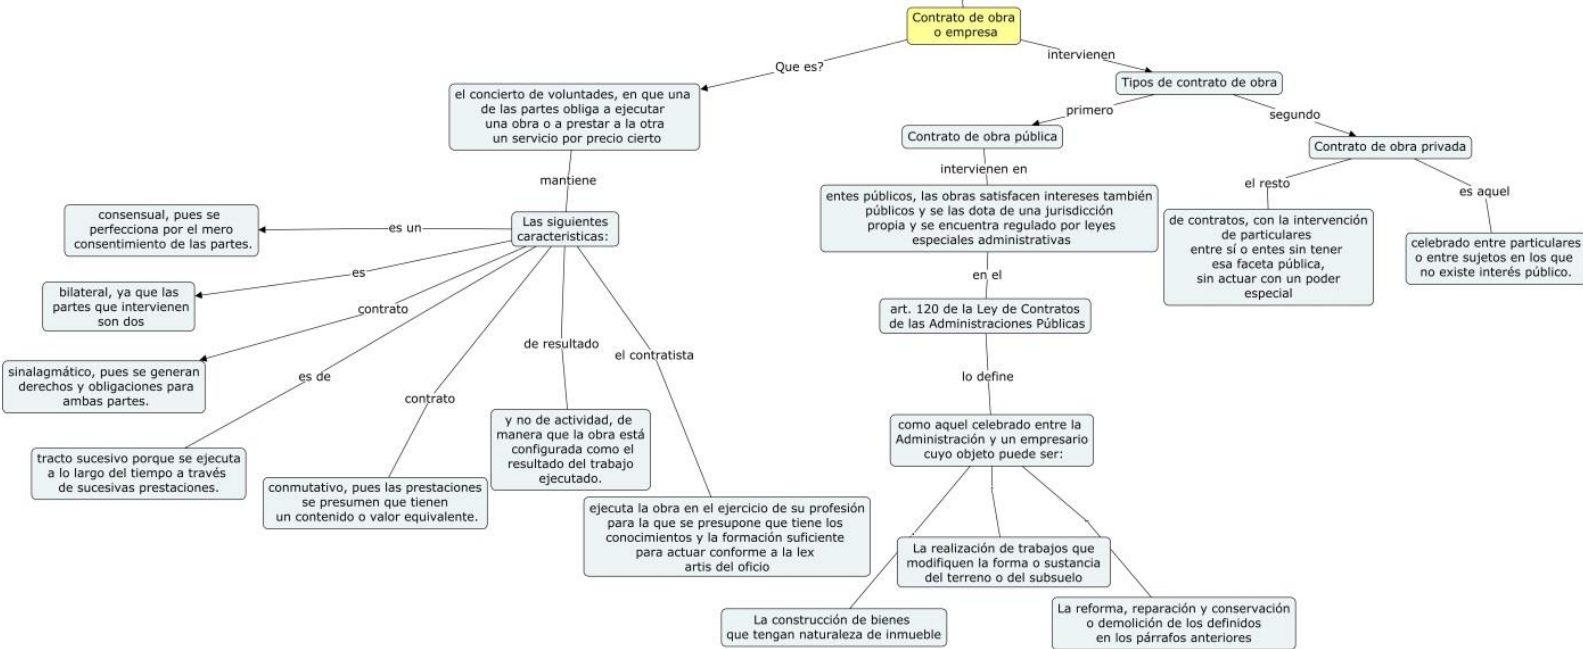 Contrato de obra
o empresa
Que es?
intervienen
el concierto de voluntades, en que una
de las partes obliga a ejecutar
una obra o a prestar a la otra
un servicio por precio cierto
mantiene
Las siguientes
caracteristicas:
es un
consensual, pues se
perfecciona por el mero
consentimiento de las partes.
es
bilateral, ya que las
partes que intervienen
son dos
contrato
sinalagmático, pues se generan
derechos y obligaciones para
ambas partes.
es de
tracto sucesivo porque se ejecuta
a lo largo del tiempo a través
de sucesivas prestaciones.
contrato
conmutativo, pues las prestaciones
se presumen que tienen
un contenido o valor equivalente.
de resultado
y no de actividad, de
manera que la obra está
configurada como el
resultado del trabajo
ejecutado.
el contratista
ejecuta la obra en el ejercicio de su profesión
para la que se presupone que tiene los
conocimientos y la formación suficiente
para actuar conforme a la lex
artis del oficio
Tipos de contrato de obra
primero
Contrato de obra pública
intervienen en
entes públicos, las obras satisfacen intereses también
públicos y se las dota de una jurisdicción
propia y se encuentra regulado por leyes
especiales administrativas
en el
art. 120 de la Ley de Contratos
de las Administraciones Públicas
lo define
como aquel celebrado entre la
Administración y un empresario
cuyo objeto puede ser:
La construcción de bienes
que tengan naturaleza de inmueble
La realización de trabajos que
modifiquen la forma o sustancia
del terreno o del subsuelo
La reforma, reparación y conservación
o demolición de los definidos
en los párrafos anteriores
segundo
Contrato de obra privada
el resto
de contratos, con la intervención
de particulares
entre sí o entes sin tener
esa faceta pública,
sin actuar con un poder
especial
es aquel
celebrado entre particulares
o entre sujetos en los que
no existe interés público.